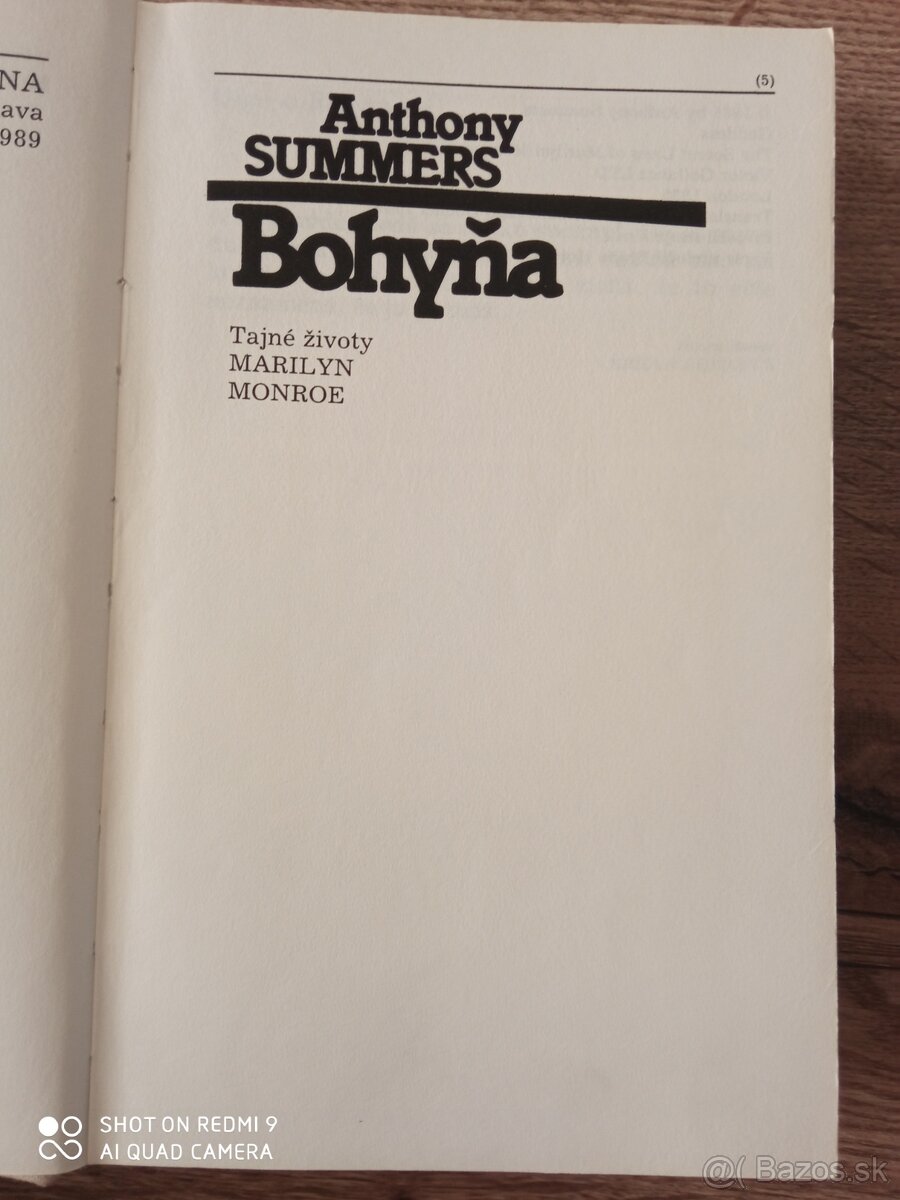 NA
ava
989
(5)
Anthony
SUMMERS
Bohyňa
Tajné životy
MARILYN
MONROE
SHOT ON REDMI 9
AI QUAD CAMERA
@( Bazos.sk